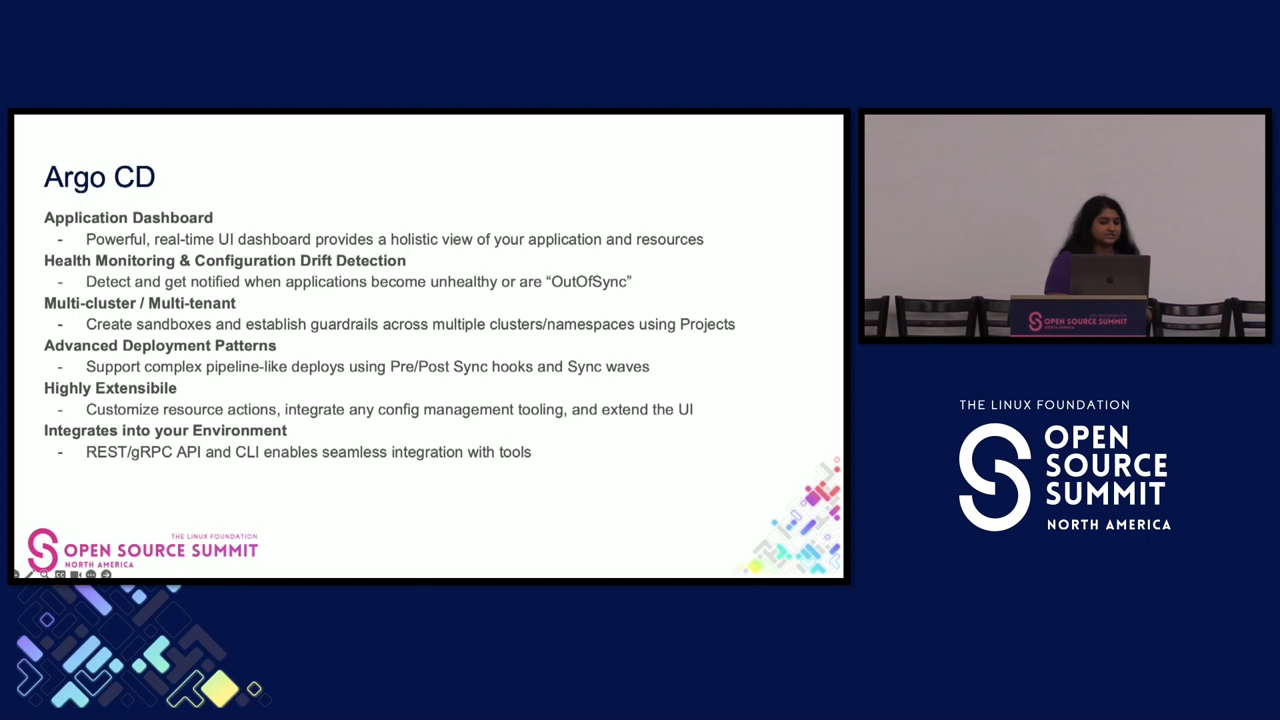 Argo CD
Application Dashboard
- Powerful, real-time UI dashboard provides a holistic view of your application and resources
Health Monitoring & Configuration Drift Detection
- Detect and get notified when applications become unhealthy or are “OutOfSync”
Multi-cluster / Multi-tenant
- Create sandboxes and establish guardrails across multiple clusters/namespaces using Projects
Advanced Deployment Patterns
- Support complex pipeline-like deploys using Pre/Post Sync hooks and Sync waves
Highly Extensibile
- Customize resource actions, integrate any config management tooling, and extend the UI
Integrates into your Environment
- REST/gRPC API and CLI enables seamless integration with tools
THE LINUX FOUNDATION
OPEN SOURCE SUMMIT
NORTH AMERICA
OPEN SOURCE SUMMIT
NORTH AMERICA
THE LINUX FOUNDATION
OPEN
SOURCE
SUMMIT
NORTH AMERICA